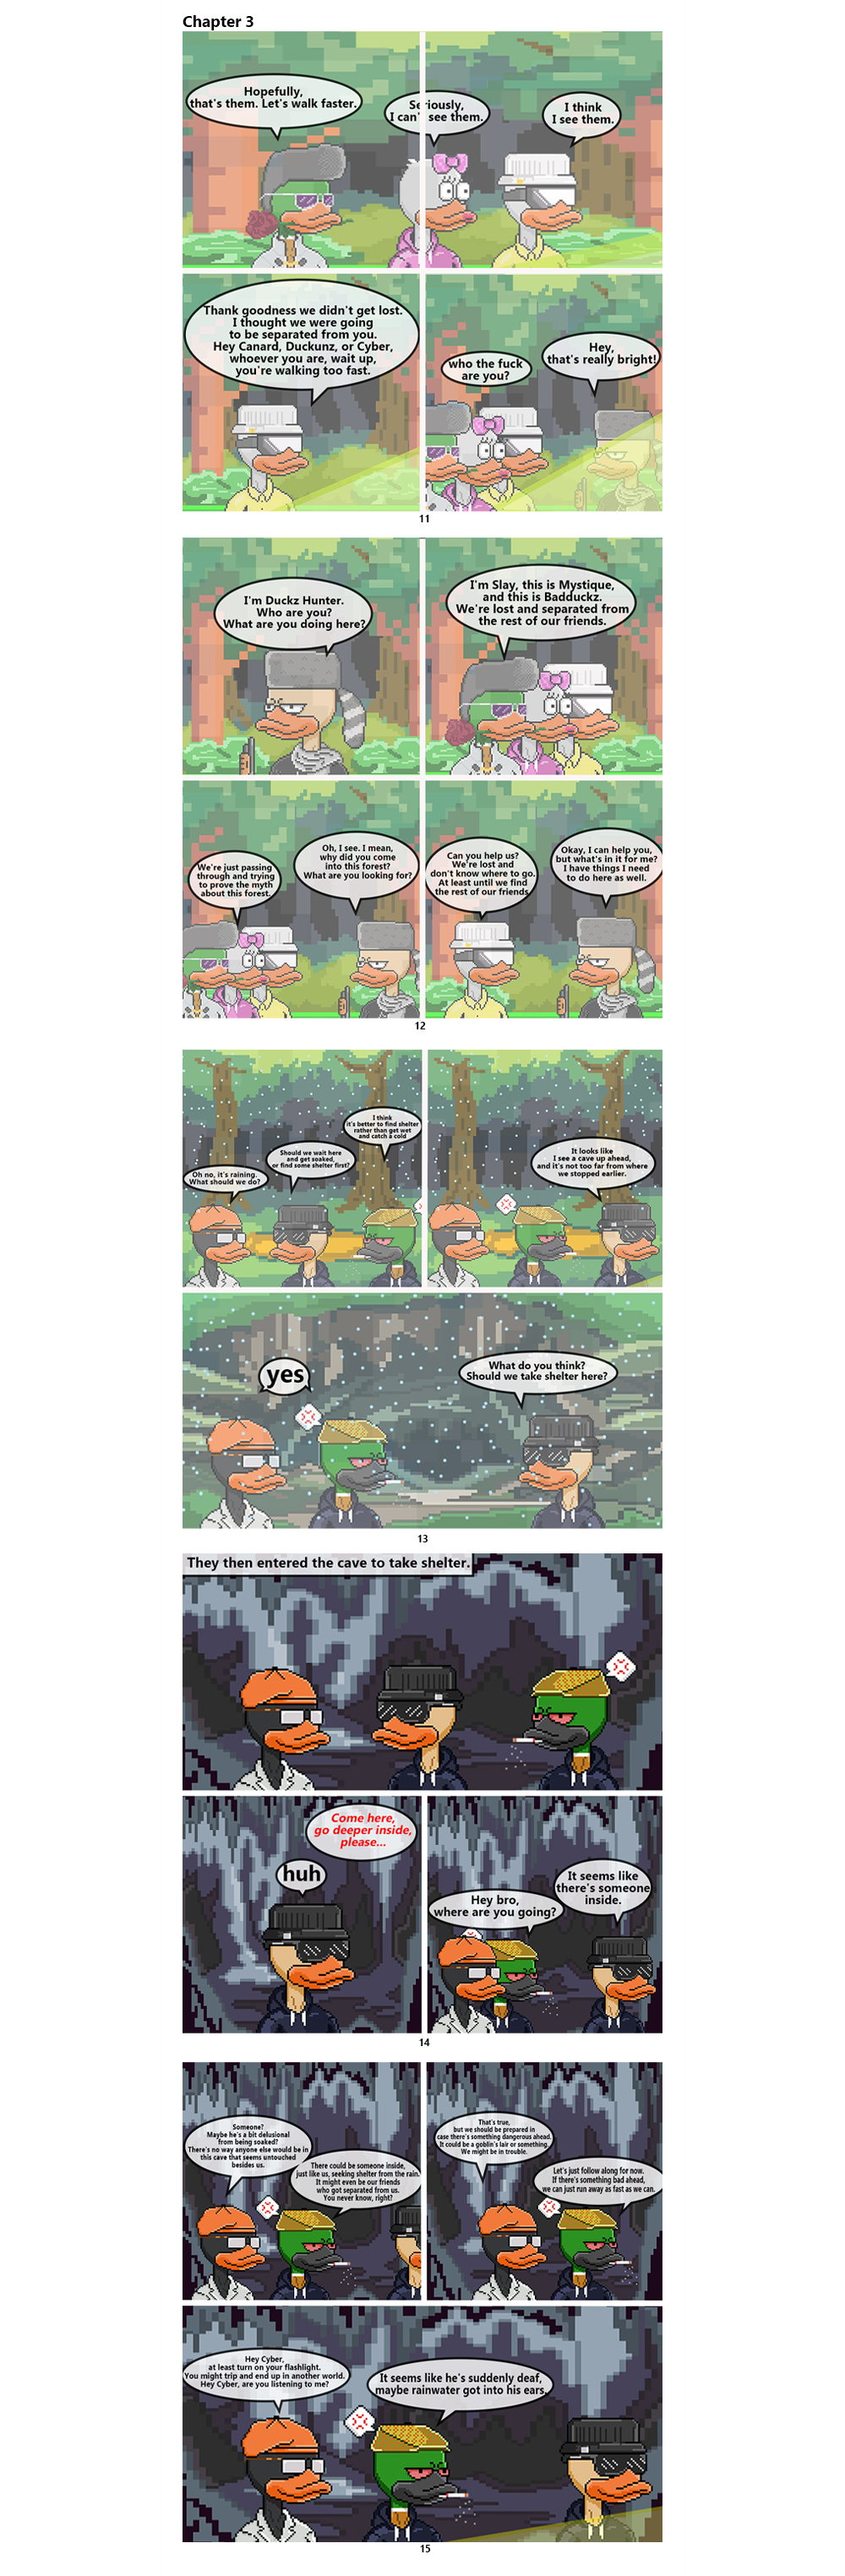 Chapter 3
Hopefully,
that's them. Let's walk faster.
Seriously,
I can't see them.
I think
I see them.
Thank goodness we didn't get lost.
I thought we were going
to be separated from you.
Hey Canard, Duckunz, or Cyber,
whoever you are, wait up,
you're walking too fast.
who the fuck
are you?
Hey,
that's really bright!
11
I'm Duckz Hunter.
Who are you?
What are you doing here?
I'm Slay, this is Mystique,
and this is Badduckz.
We're lost and separated from
the rest of our friends.
We're just passing
through and trying
to prove the myth
about this forest.
Oh, I see. I mean,
why did you come
into this forest?
What are you looking for?
Can you help us?
We're lost and
don't know where to go.
At least until we find
the rest of our friends
Okay, I can help you,
but what's in it for me?
I have things I need
to do here as well.
12
Oh no, it's raining.
What should we do?
Should we wait here
and get soaked,
or find some shelter first?
I think
it's better to find shelter
rather than get wet
and catch a cold
It looks like
I see a cave up ahead,
and it's not too far from where
we stopped earlier.
yes
What do you think?
Should we take shelter here?
13
They then entered the cave to take shelter.
Come here,
go deeper inside,
please...
huh
Hey bro,
where are you going?
It seems like
there's someone
inside.
14
Someone?
Maybe he's a bit delusional
from being soaked?
There's no way anyone else would be in
this cave that seems untouched
besides us.
There could be someone inside,
just like us, seeking shelter from the rain.
It might even be our friends
who got separated from us.
You never know, right?
That's true,
but we should be prepared in
case there's something dangerous ahead.
It could be a goblin's lair or something.
We might be in trouble.
Let's just follow along for now.
If there's something bad ahead,
we can just run away as fast as we can.
Hey Cyber,
at least turn on your flashlight.
You might trip and end up in another world.
Hey Cyber, are you listening to me?
It seems like he's suddenly deaf,
maybe rainwater got into his ears.
15